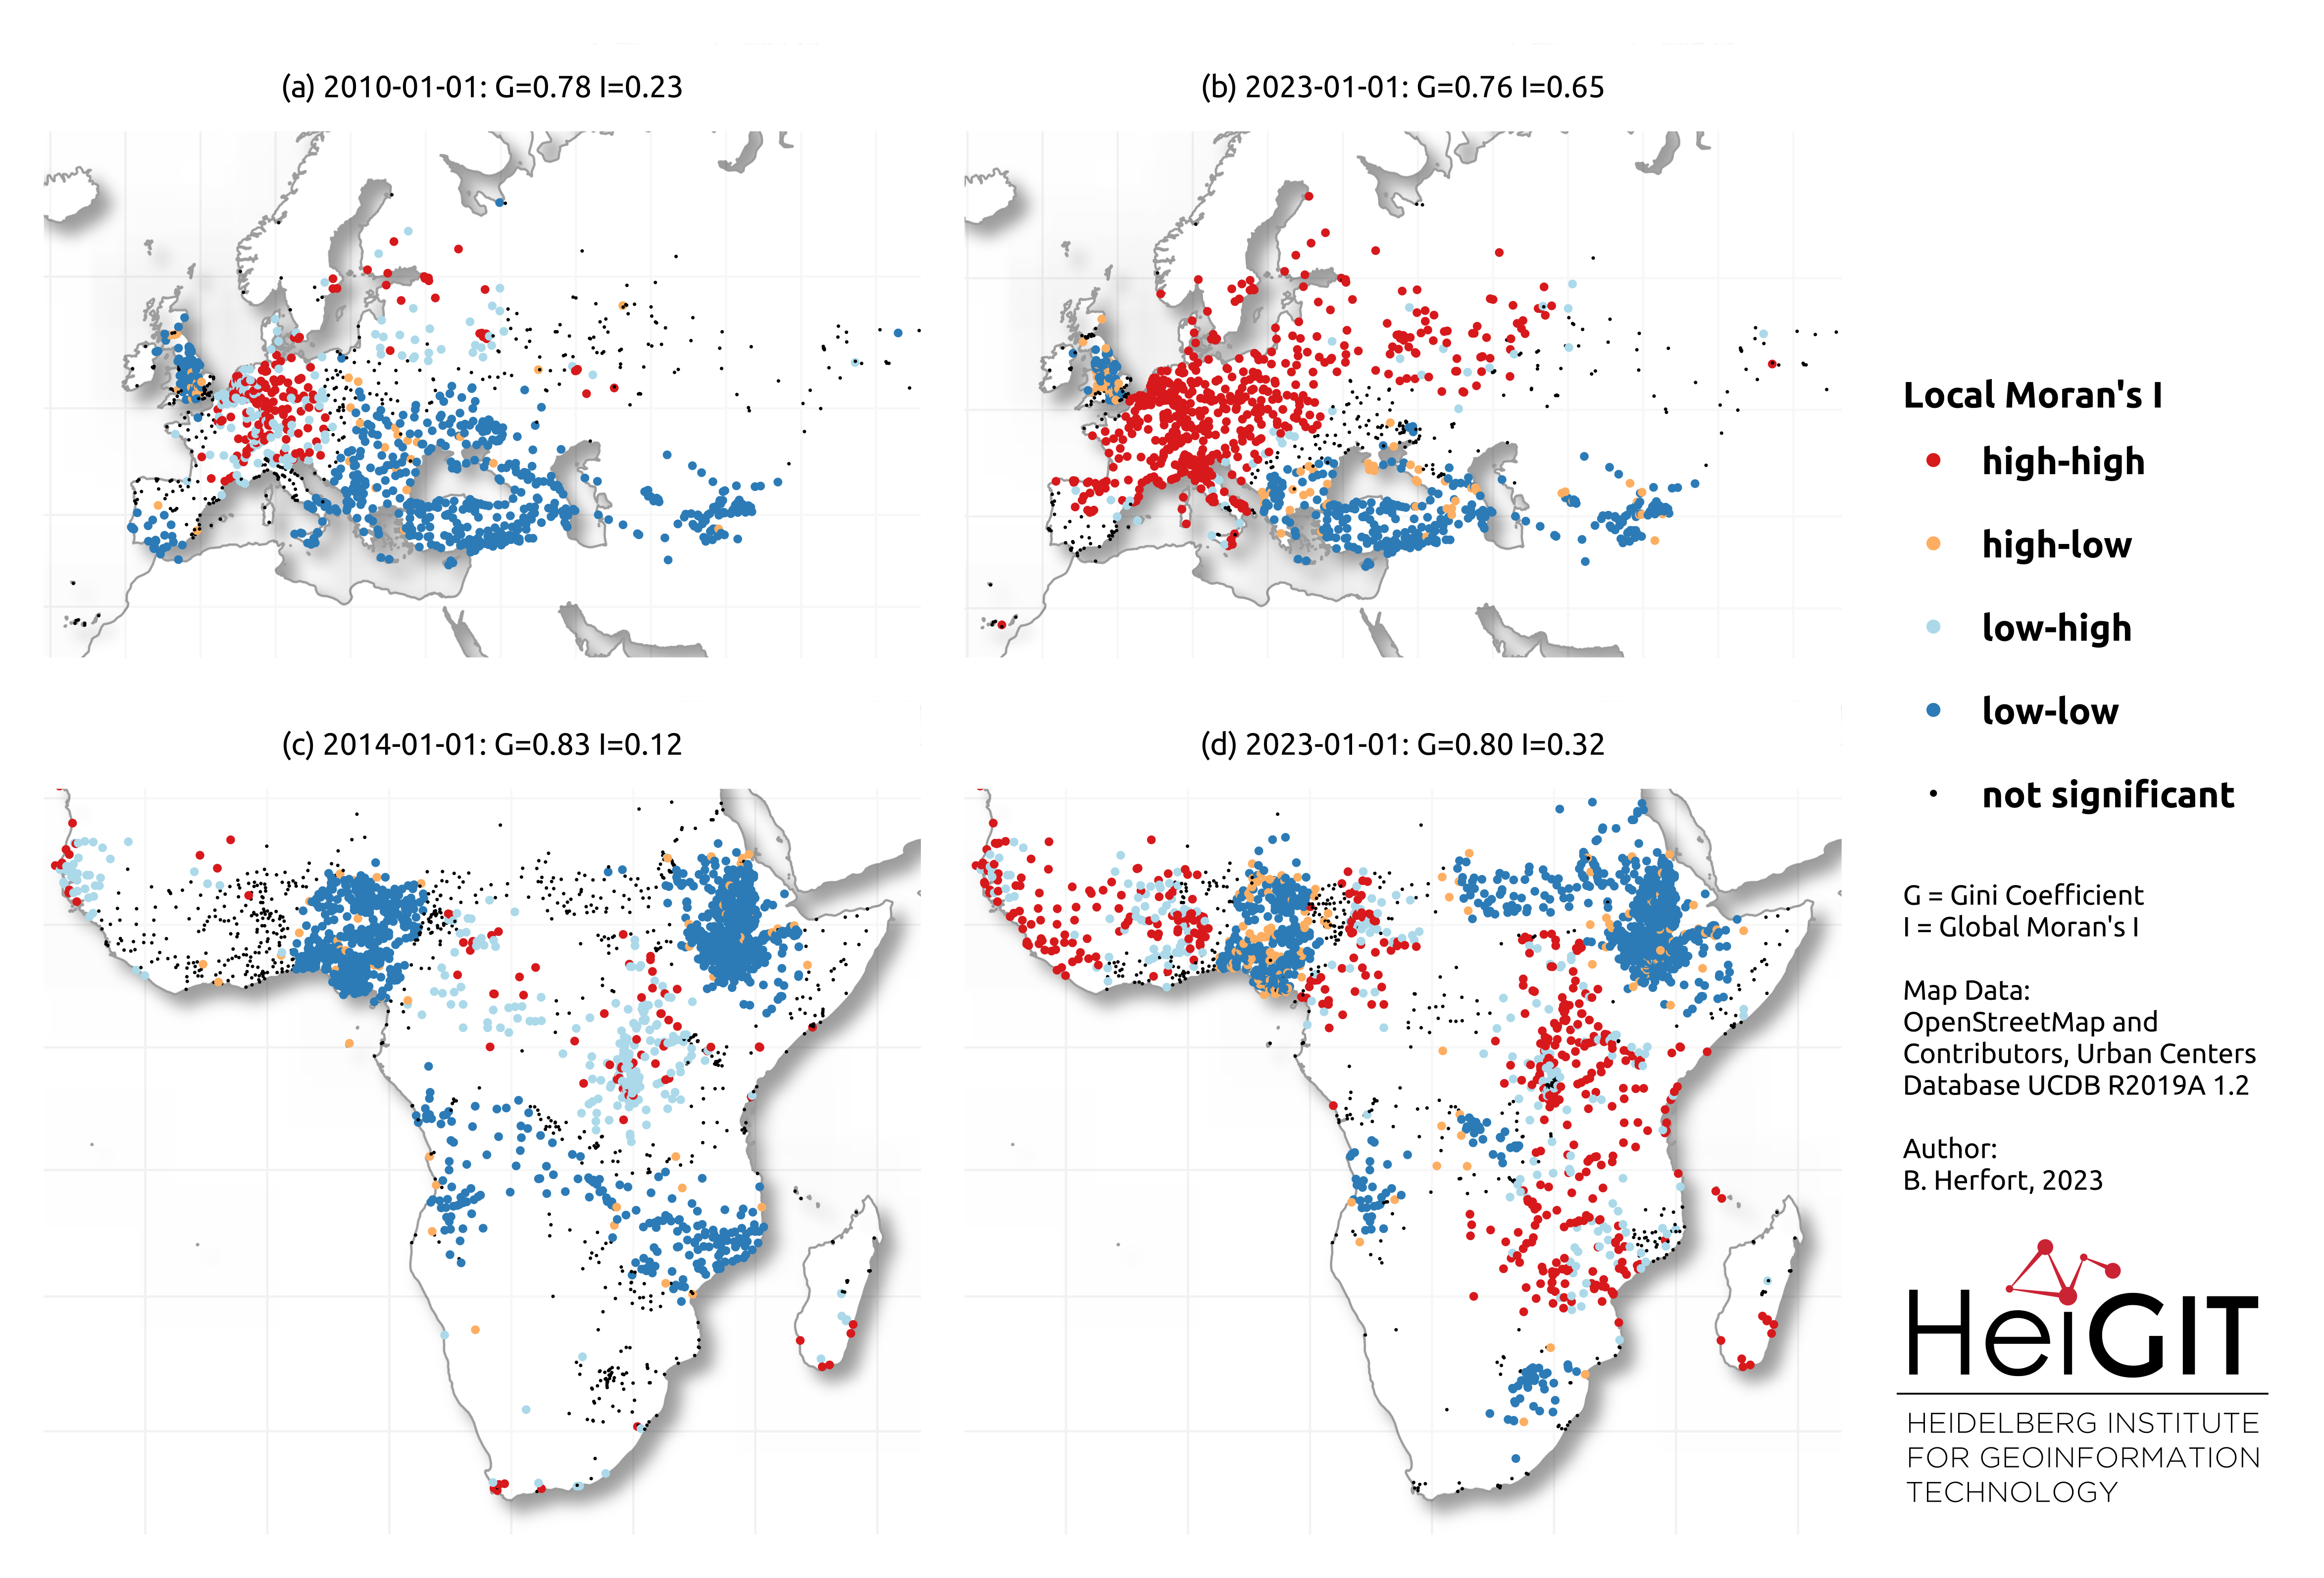 (a) 2010-01-01: G=0.78 I=0.23
(b) 2023-01-01: G=0.76 I=0.65
(c) 2014-01-01: G=0.83 I=0.12
(d) 2023-01-01: G=0.80 I=0.32
Local Moran's I
high-high
high-low
low-high
low-low
not significant
G = Gini Coefficient
I = Global Moran's I
Map Data:
OpenStreetMap and
Contributors, Urban Centers
Database UCDB R2019A 1.2
Author:
B. Herfort, 2023
HeiGIT
HEIDELBERG INSTITUTE
FOR GEOINFORMATION
TECHNOLOGY